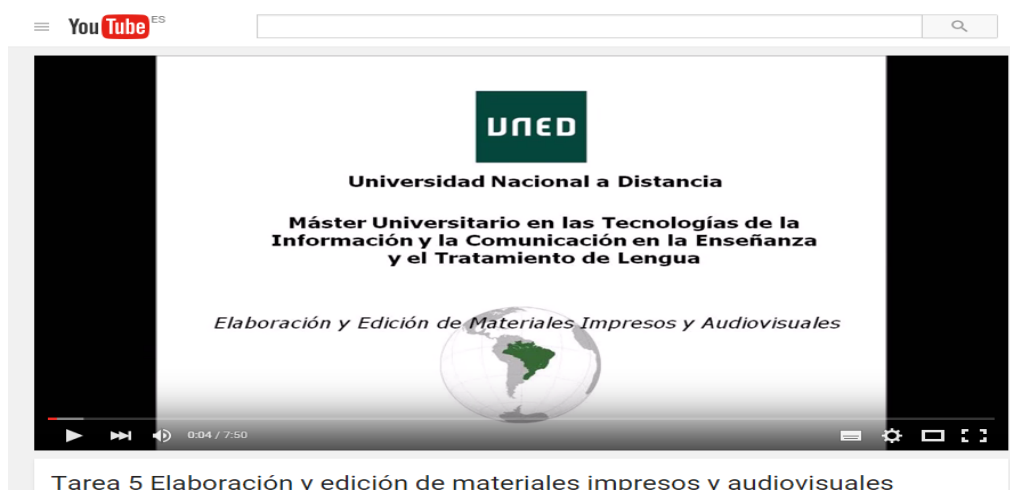 YouTube ES
UNED
Universidad Nacional a Distancia
Máster Universitario en las Tecnologías de la
Información y la Comunicación en la Enseñanza
y el Tratamiento de Lengua
Elaboración y Edición de Materiales Impresos y Audiovisuales
0:04 / 7:50
Tarea 5 Elaboración y edición de materiales impresos y audiovisuales